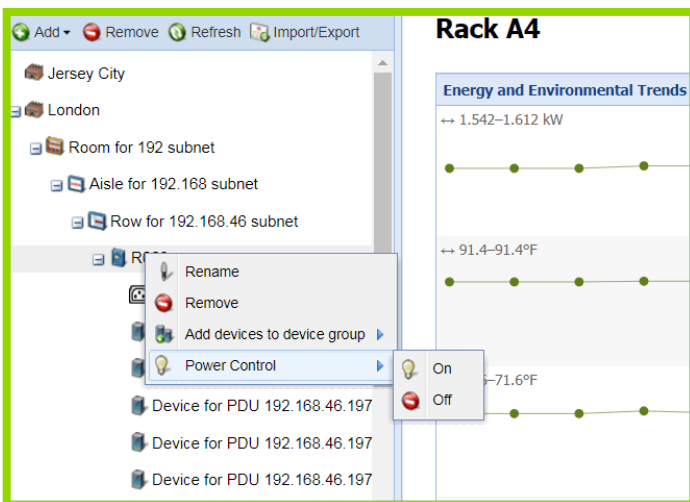 Add Remove Refresh Import/Export
Jersey City
London
Room for 192 subnet
Aisle for 192.168 subnet
Row for 192.168.46 subnet
Rename
Remove
Add devices to device group
Power Control
On
Off
Device for PDU 192.168.46.197
Device for PDU 192.168.46.197
Device for PDU 192.168.46.197
Rack A4
Energy and Environmental Trends
↔ 1.542–1.612 kW
↔ 91.4–91.4°F
–71.6°F